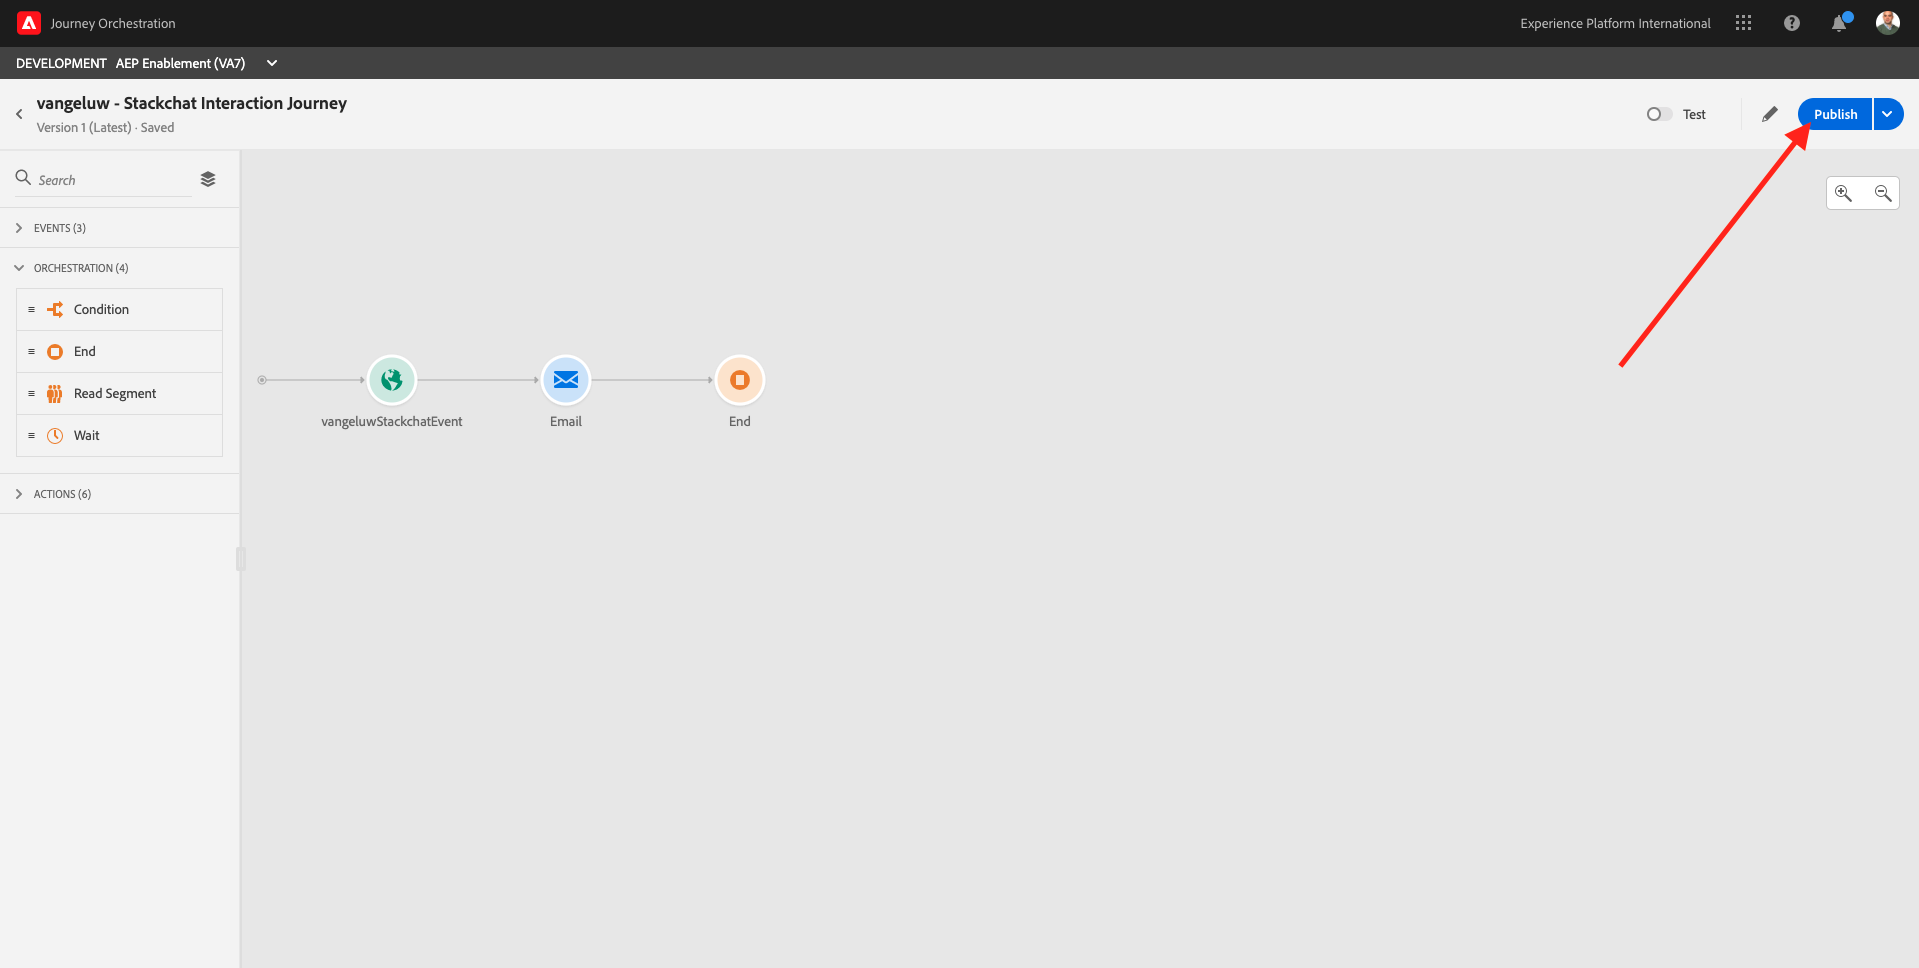 Journey Orchestration
Experience Platform International
DEVELOPMENT AEP Enablement (VA7)
vangeluw - Stackchat Interaction Journey
Version 1 (Latest) · Saved
Test
Publish
Search
EVENTS (3)
ORCHESTRATION (4)
Condition
End
Read Segment
Wait
ACTIONS (6)
vangeluwStackchatEvent
Email
End